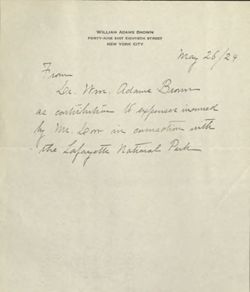 WILLIAM ADAMS BROWN
FORTY-NINE EAST EIGHTIETH STREET
NEW YORK CITY
May 26/24
From
Dr. Wm. Adams Brown
as contribution to expenses incurred
by Mr. Dorr in connection with
the Lafayette National Park